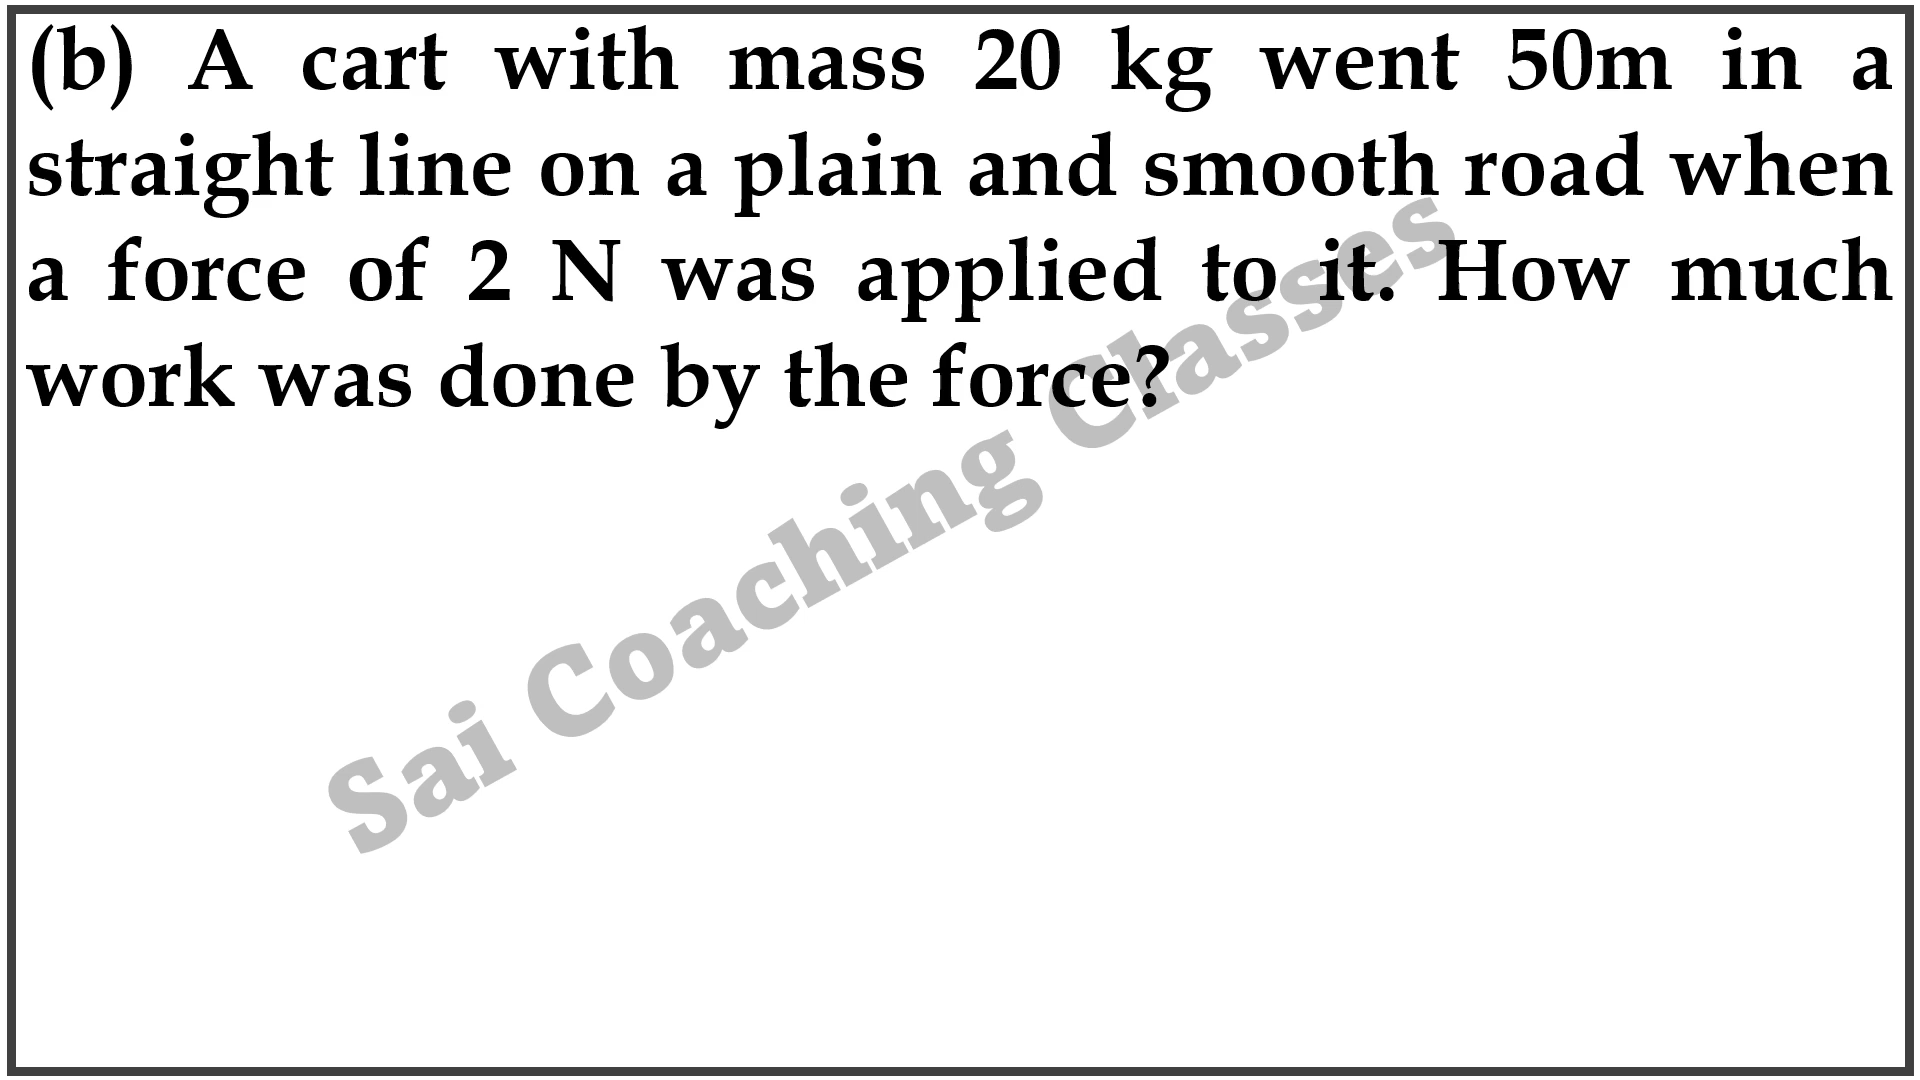 (b) A cart with mass 20 kg went 50m in a
straight line on a plain and smooth road when
a force of 2 N was applied to it. How much
work was done by the force?
Sai Coaching Classes